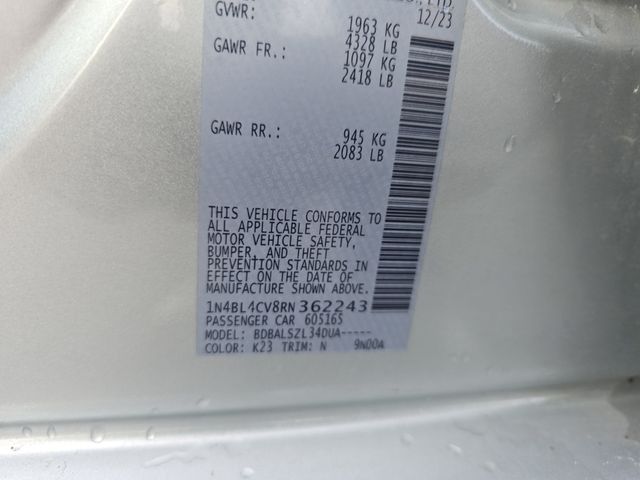 12/23
GVWR: 1963 KG
4328 LB
GAWR FR.: 1097 KG
2418 LB
GAWR RR.: 945 KG
2083 LB
THIS VEHICLE CONFORMS TO
ALL APPLICABLE FEDERAL
MOTOR VEHICLE SAFETY,
BUMPER, AND THEFT
PREVENTION STANDARDS IN
EFFECT ON THE DATE OF
MANUFACTURE SHOWN ABOVE.
1N4BL4CV8RN362243
PASSENGER CAR 60516S
MODEL: BDBALSZL34DUA-----
COLOR: K23 TRIM: N 9N00A